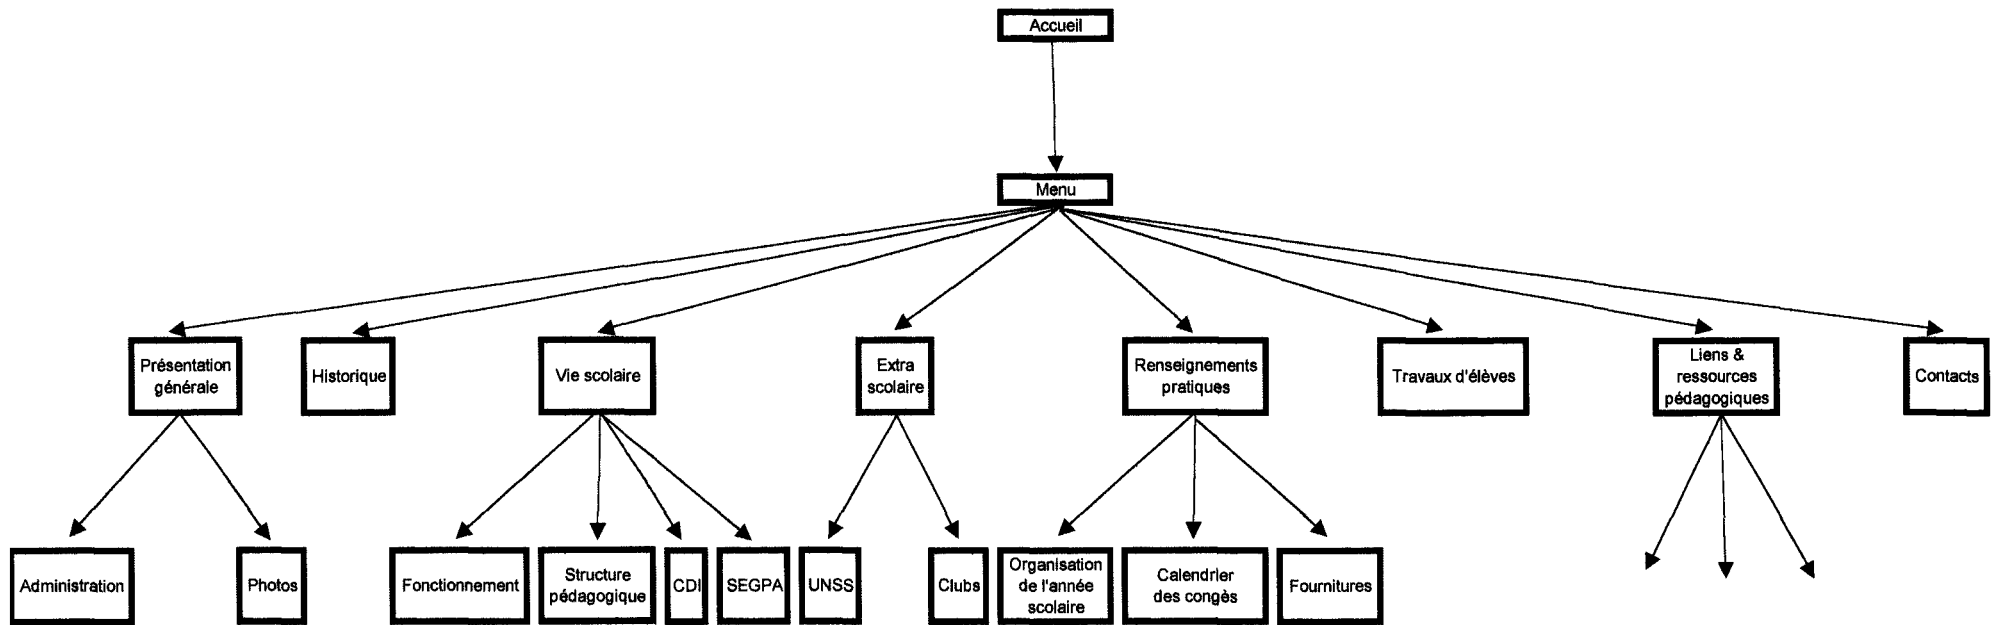 Accueil
Menu
Présentation
générale
Historique
Vie scolaire
Extra
scolaire
Renseignements
pratiques
Travaux d'élèves
Liens &
ressources
pédagogiques
Contacts
Administration
Photos
Fonctionnement
Structure
pédagogique
CDI
SEGPA
UNSS
Clubs
Organisation
de l'année
scolaire
Calendrier
des congès
Fournitures